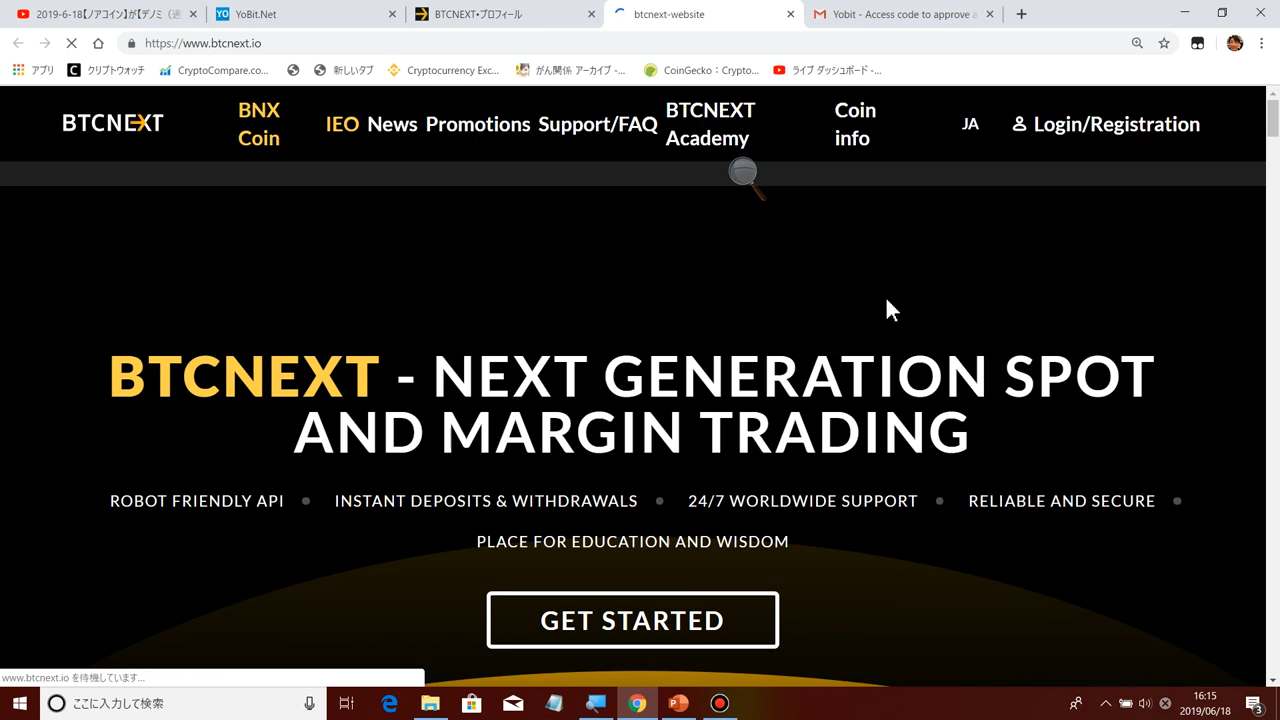 2019-6-18【ノアコイン】が【デノミ（通
YoBit.Net
BTCNEXT•プロフィール
btcnext-website
Yobit - Access code to approve a
https://www.btcnext.io
アプリ
クリプトウォッチ
CryptoCompare.co...
新しいタブ
Cryptocurrency Exc...
がん関係 アーカイブ -...
CoinGecko：Crypto...
ライブ ダッシュボード -...
BTCNEXT
BNX Coin
IEO
News
Promotions
Support/FAQ
BTCNEXT Academy
Coin info
JA
Login/Registration
BTCNEXT - NEXT GENERATION SPOT
AND MARGIN TRADING
ROBOT FRIENDLY API
INSTANT DEPOSITS & WITHDRAWALS
24/7 WORLDWIDE SUPPORT
RELIABLE AND SECURE
PLACE FOR EDUCATION AND WISDOM
GET STARTED
www.btcnext.io を待機しています...
ここに入力して検索
16:15
2019/06/18
3